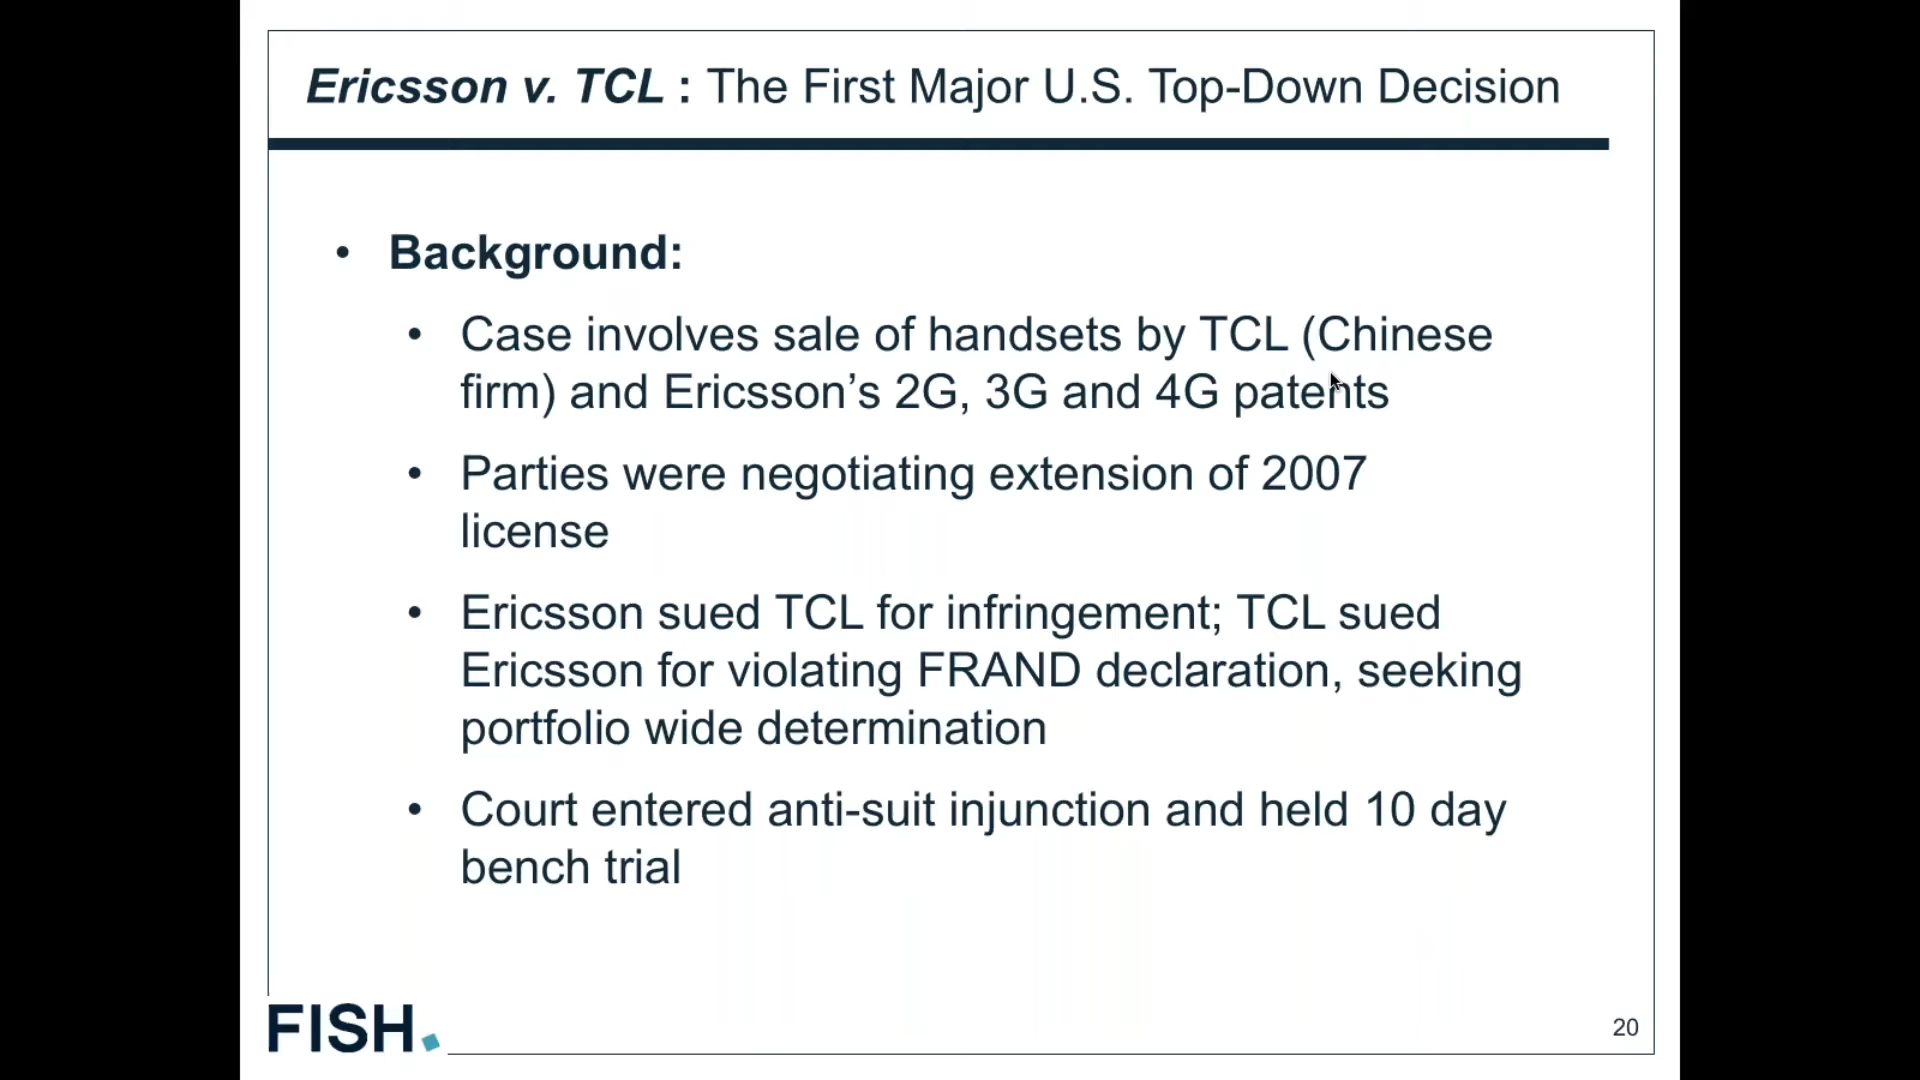 Ericsson v. TCL : The First Major U.S. Top-Down Decision
• Background:
• Case involves sale of handsets by TCL (Chinese
firm) and Ericsson’s 2G, 3G and 4G patents
• Parties were negotiating extension of 2007
license
• Ericsson sued TCL for infringement; TCL sued
Ericsson for violating FRAND declaration, seeking
portfolio wide determination
• Court entered anti-suit injunction and held 10 day
bench trial
FISH.
20